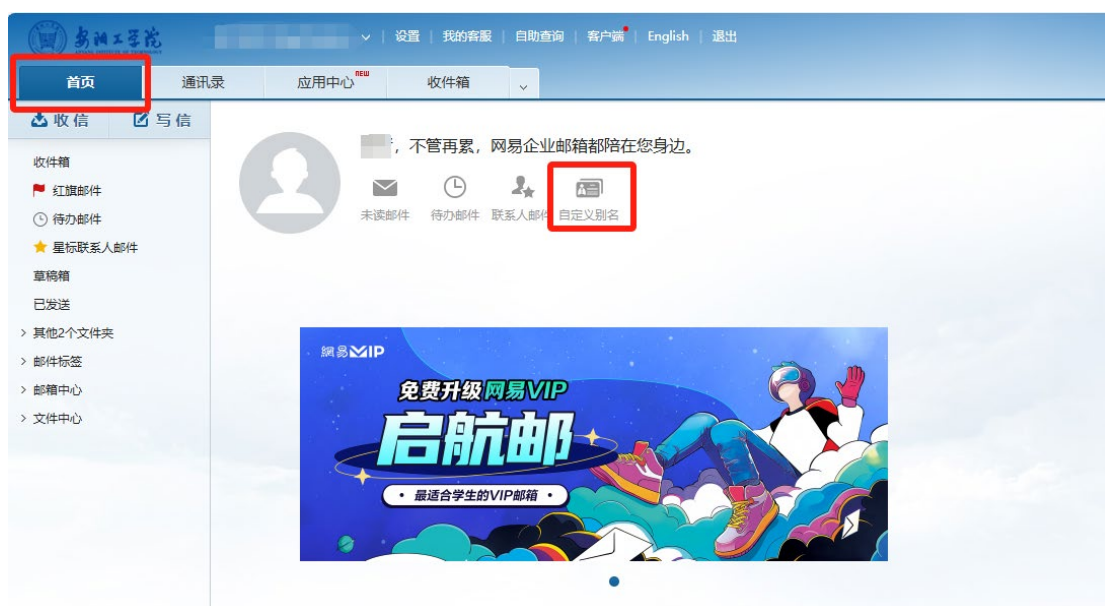 安阳工学院
设置 | 我的客服 | 自助查询 | 客户端 | English | 退出
首页 通讯录 应用中心 NEW 收件箱
收信 写信
，不管再累，网易企业邮箱都陪在您身边。
未读邮件 待办邮件 联系人邮件 自定义别名
收件箱
红旗邮件
待办邮件
星标联系人邮件
草稿箱
已发送
其他2个文件夹
邮件标签
邮箱中心
文件中心
網易VIP
免费升级网易VIP
启航邮
· 最适合学生的VIP邮箱 ·